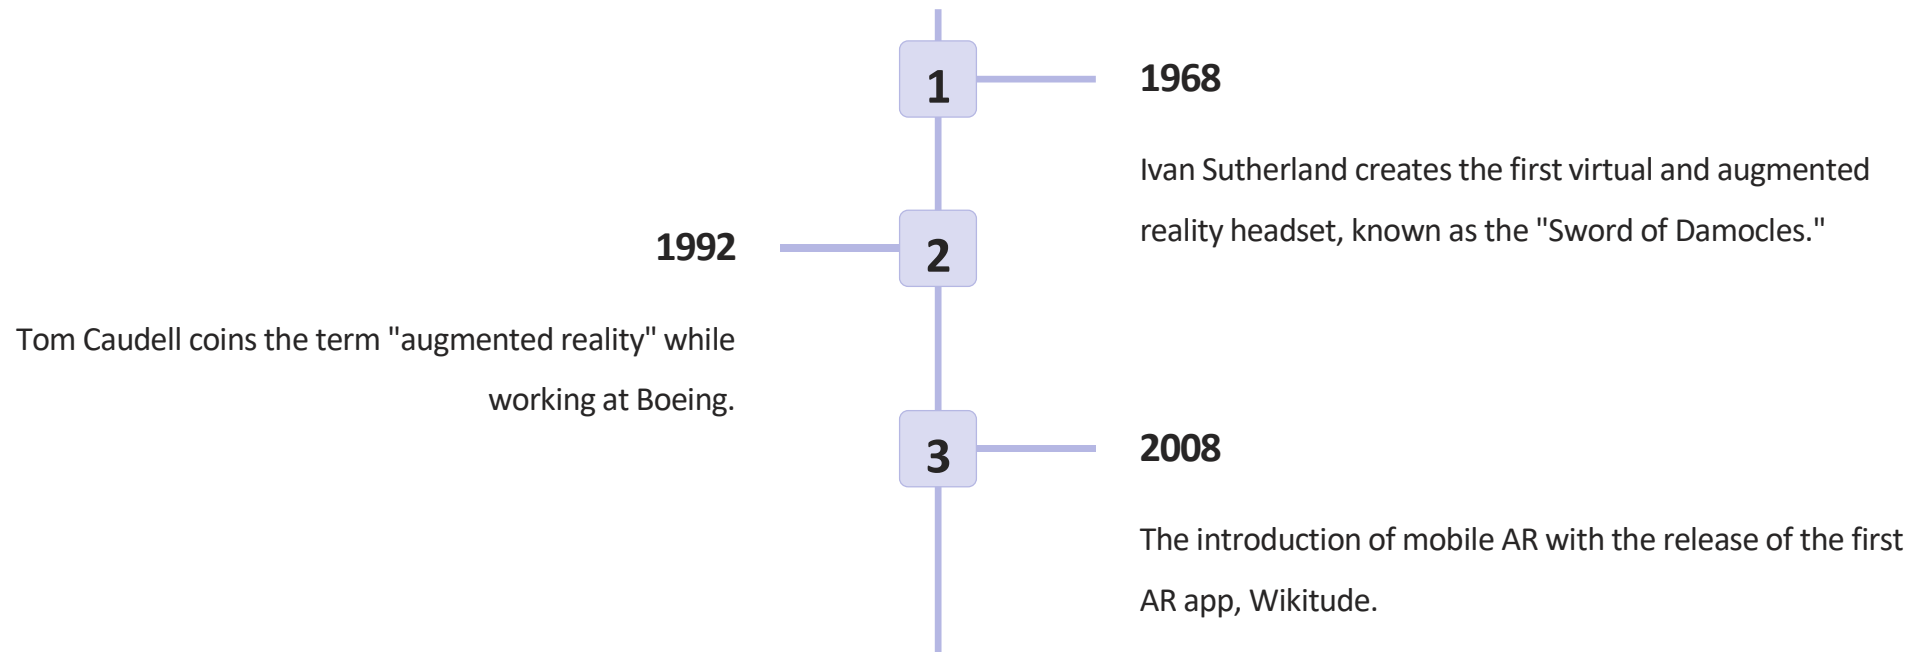 1
1968
Ivan Sutherland creates the first virtual and augmented
reality headset, known as the "Sword of Damocles."
2
1992
Tom Caudell coins the term "augmented reality" while
working at Boeing.
3
2008
The introduction of mobile AR with the release of the first
AR app, Wikitude.